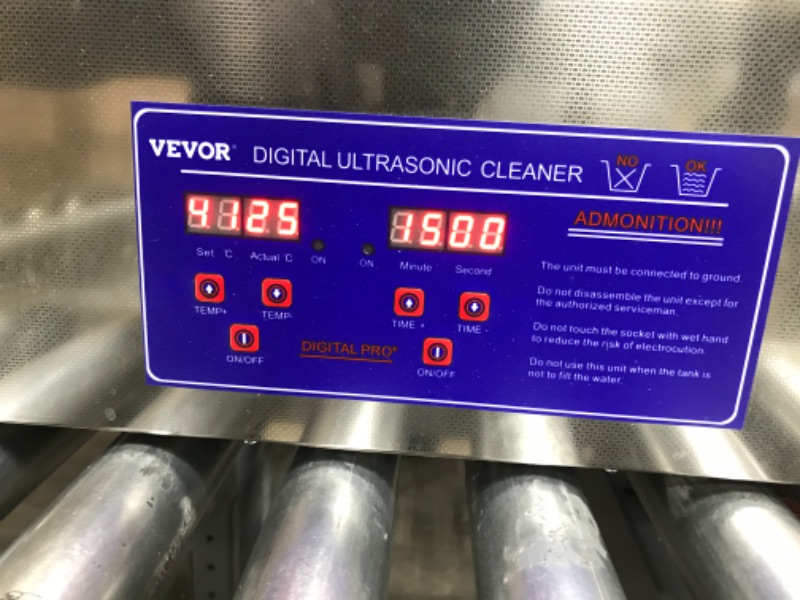 VEVOR® DIGITAL ULTRASONIC CLEANER
NO OK
4125 1500
ADMONITION!!!
Set °C Actual °C ON ON Minute Second
The unit must be connected to ground.
Do not disassemble the unit except for
the authorized serviceman.
TEMP+ TEMP- TIME + TIME -
Do not touch the socket with wet hand
to reduce the risk of electrocution.
DIGITAL PRO+
ON/OFF ON/OFF
Do not use this unit when the tank is
not to fill the water.